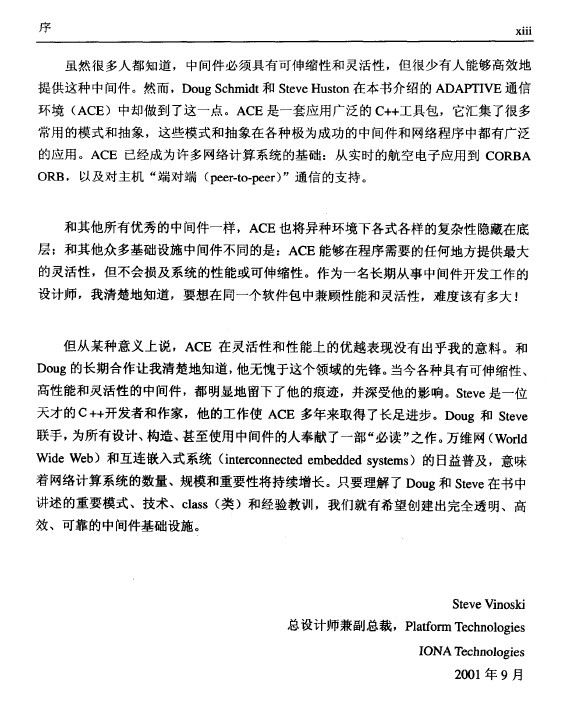 序
xiii
虽然很多人都知道，中间件必须具有可伸缩性和灵活性，但很少有人能够高效地
提供这种中间件。然而，Doug Schmidt 和 Steve Huston 在本书介绍的 ADAPTIVE 通信
环境（ACE）中却做到了这一点。ACE 是一套应用广泛的 C++工具包，它汇集了很多
常用的模式和抽象，这些模式和抽象在各种极为成功的中间件和网络程序中都有广泛
的应用。ACE 已经成为许多网络计算系统的基础：从实时的航空电子应用到 CORBA
ORB，以及对主机“端对端（peer-to-peer）”通信的支持。
和其他所有优秀的中间件一样，ACE 也将异种环境下各式各样的复杂性隐藏在底
层；和其他众多基础设施中间件不同的是：ACE 能够在程序需要的任何地方提供最大
的灵活性，但不会损及系统的性能或可伸缩性。作为一名长期从事中间件开发工作的
设计师，我清楚地知道，要想在同一个软件包中兼顾性能和灵活性，难度该有多大！
但从某种意义上说，ACE 在灵活性和性能上的优越表现没有出乎我的意料。和
Doug 的长期合作让我清楚地知道，他无愧于这个领域的先锋。当今各种具有可伸缩性、
高性能和灵活性的中间件，都明显地留下了他的痕迹，并深受他的影响。Steve 是一位
天才的 C ++开发者和作家，他的工作使 ACE 多年来取得了长足进步。Doug 和 Steve
联手，为所有设计、构造、甚至使用中间件的人奉献了一部“必读”之作。万维网（World
Wide Web）和互连嵌入式系统（interconnected embedded systems）的日益普及，意味
着网络计算系统的数量、规模和重要性将持续增长。只要理解了 Doug 和 Steve 在书中
讲述的重要模式、技术、class（类）和经验教训，我们就有希望创建出完全透明、高
效、可靠的中间件基础设施。
Steve Vinoski
总设计师兼副总裁，Platform Technologies
IONA Technologies
2001 年 9 月